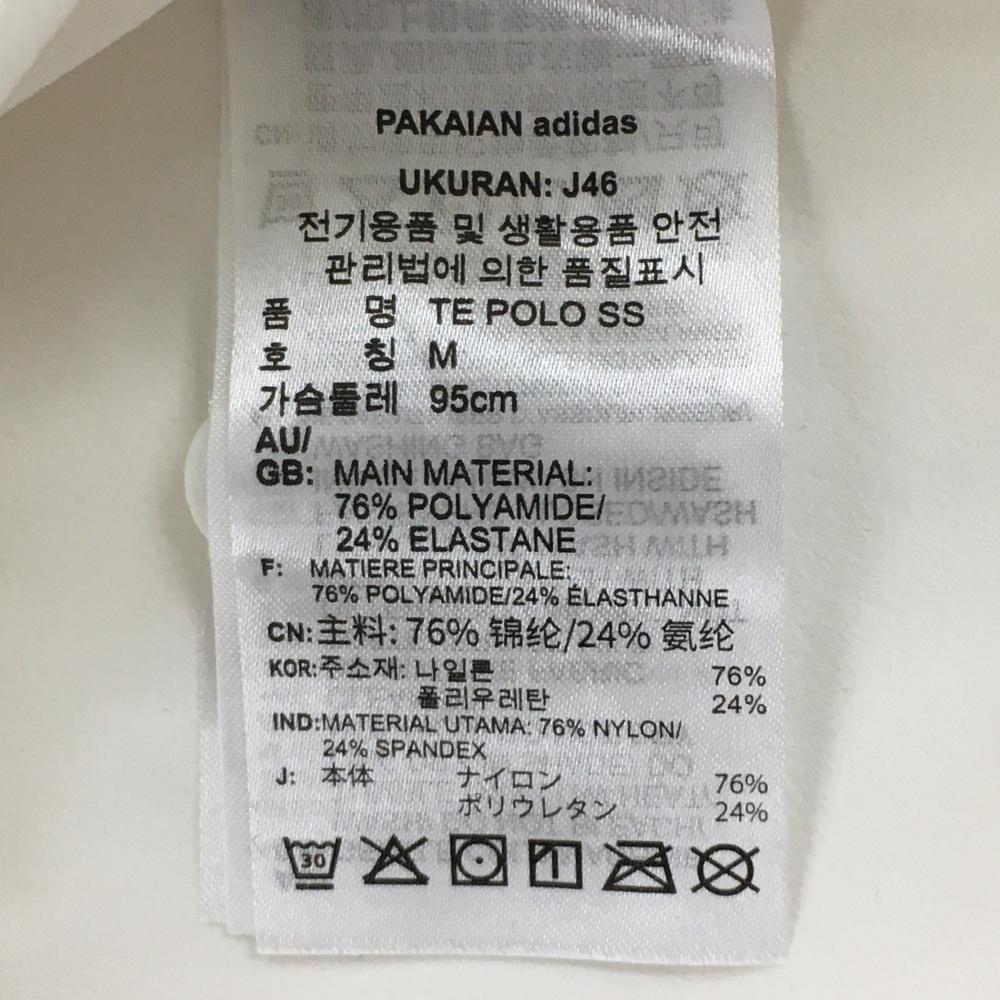 PAKAIAN adidas
UKURAN: J46
전기용품 및 생활용품 안전
관리법에 의한 품질표시
품 명 TE POLO SS
호 칭 M
가슴둘레 95cm
AU/
GB: MAIN MATERIAL:
76% POLYAMIDE/
24% ELASTANE
F: MATIERE PRINCIPALE:
76% POLYAMIDE/24% ÉLASTHANNE
CN: 主料: 76% 锦纶/24% 氨纶
KOR: 주소재: 나일론 76%
폴리우레탄 24%
IND: MATERIAL UTAMA: 76% NYLON/
24% SPANDEX
J: 本体 ナイロン 76%
ポリウレタン 24%
30